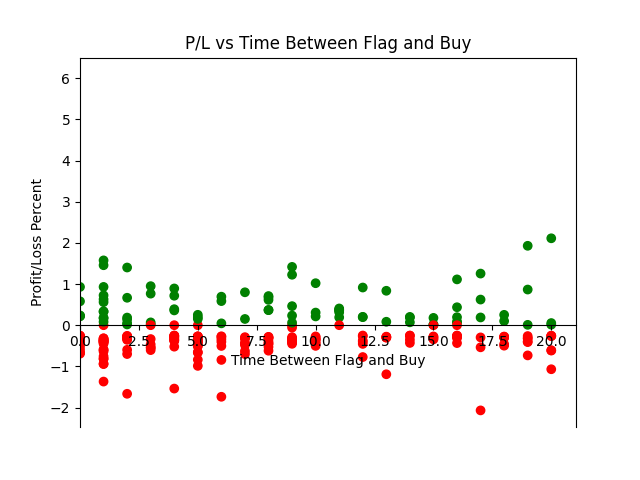 P/L vs Time Between Flag and Buy
Profit/Loss Percent
6
5
4
3
2
1
0
−1
−2
0.0 2.5 5.0 7.5 10.0 12.5 15.0 17.5 20.0
Time Between Flag and Buy